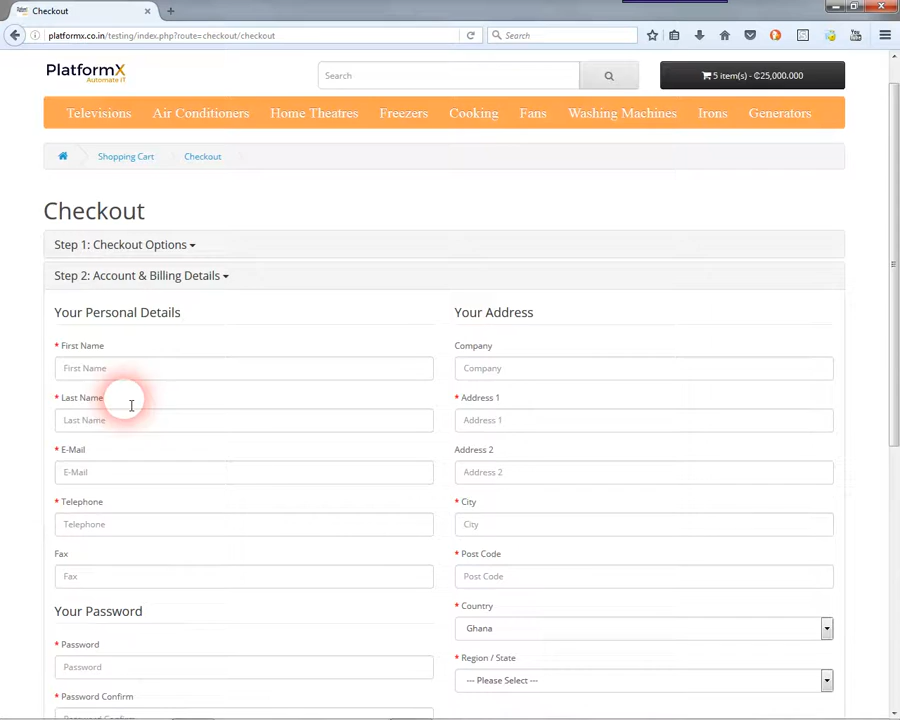 Checkout
platformx.co.in/testing/index.php?route=checkout/checkout
Search
PlatformX
Automate IT
Search
5 item(s) - ₵25,000.000
Televisions Air Conditioners Home Theatres Freezers Cooking Fans Washing Machines Irons Generators
Shopping Cart Checkout
Checkout
Step 1: Checkout Options
Step 2: Account & Billing Details
Your Personal Details
* First Name
First Name
* Last Name
Last Name
* E-Mail
E-Mail
* Telephone
Telephone
Fax
Fax
Your Password
* Password
Password
* Password Confirm
Your Address
Company
Company
* Address 1
Address 1
Address 2
Address 2
* City
City
* Post Code
Post Code
* Country
Ghana
* Region / State
--- Please Select ---